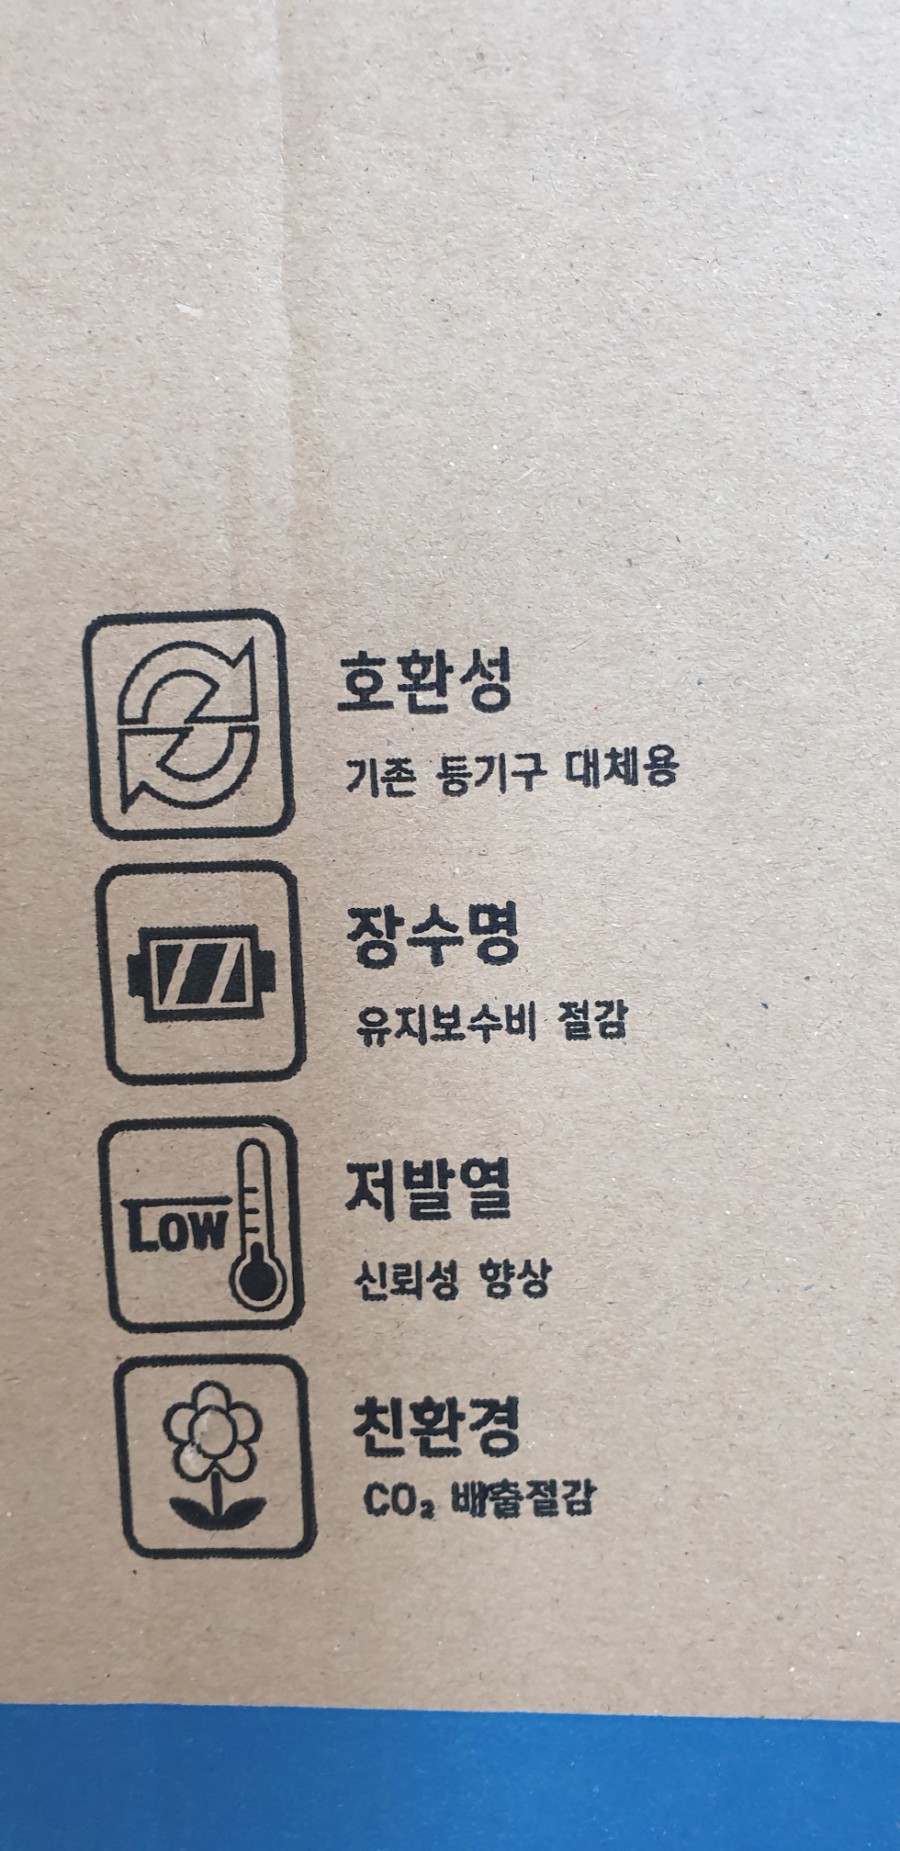 호환성
기존 등기구 대체용
장수명
유지보수비 절감
LOW
저발열
신뢰성 향상
친환경
CO₂ 배출절감